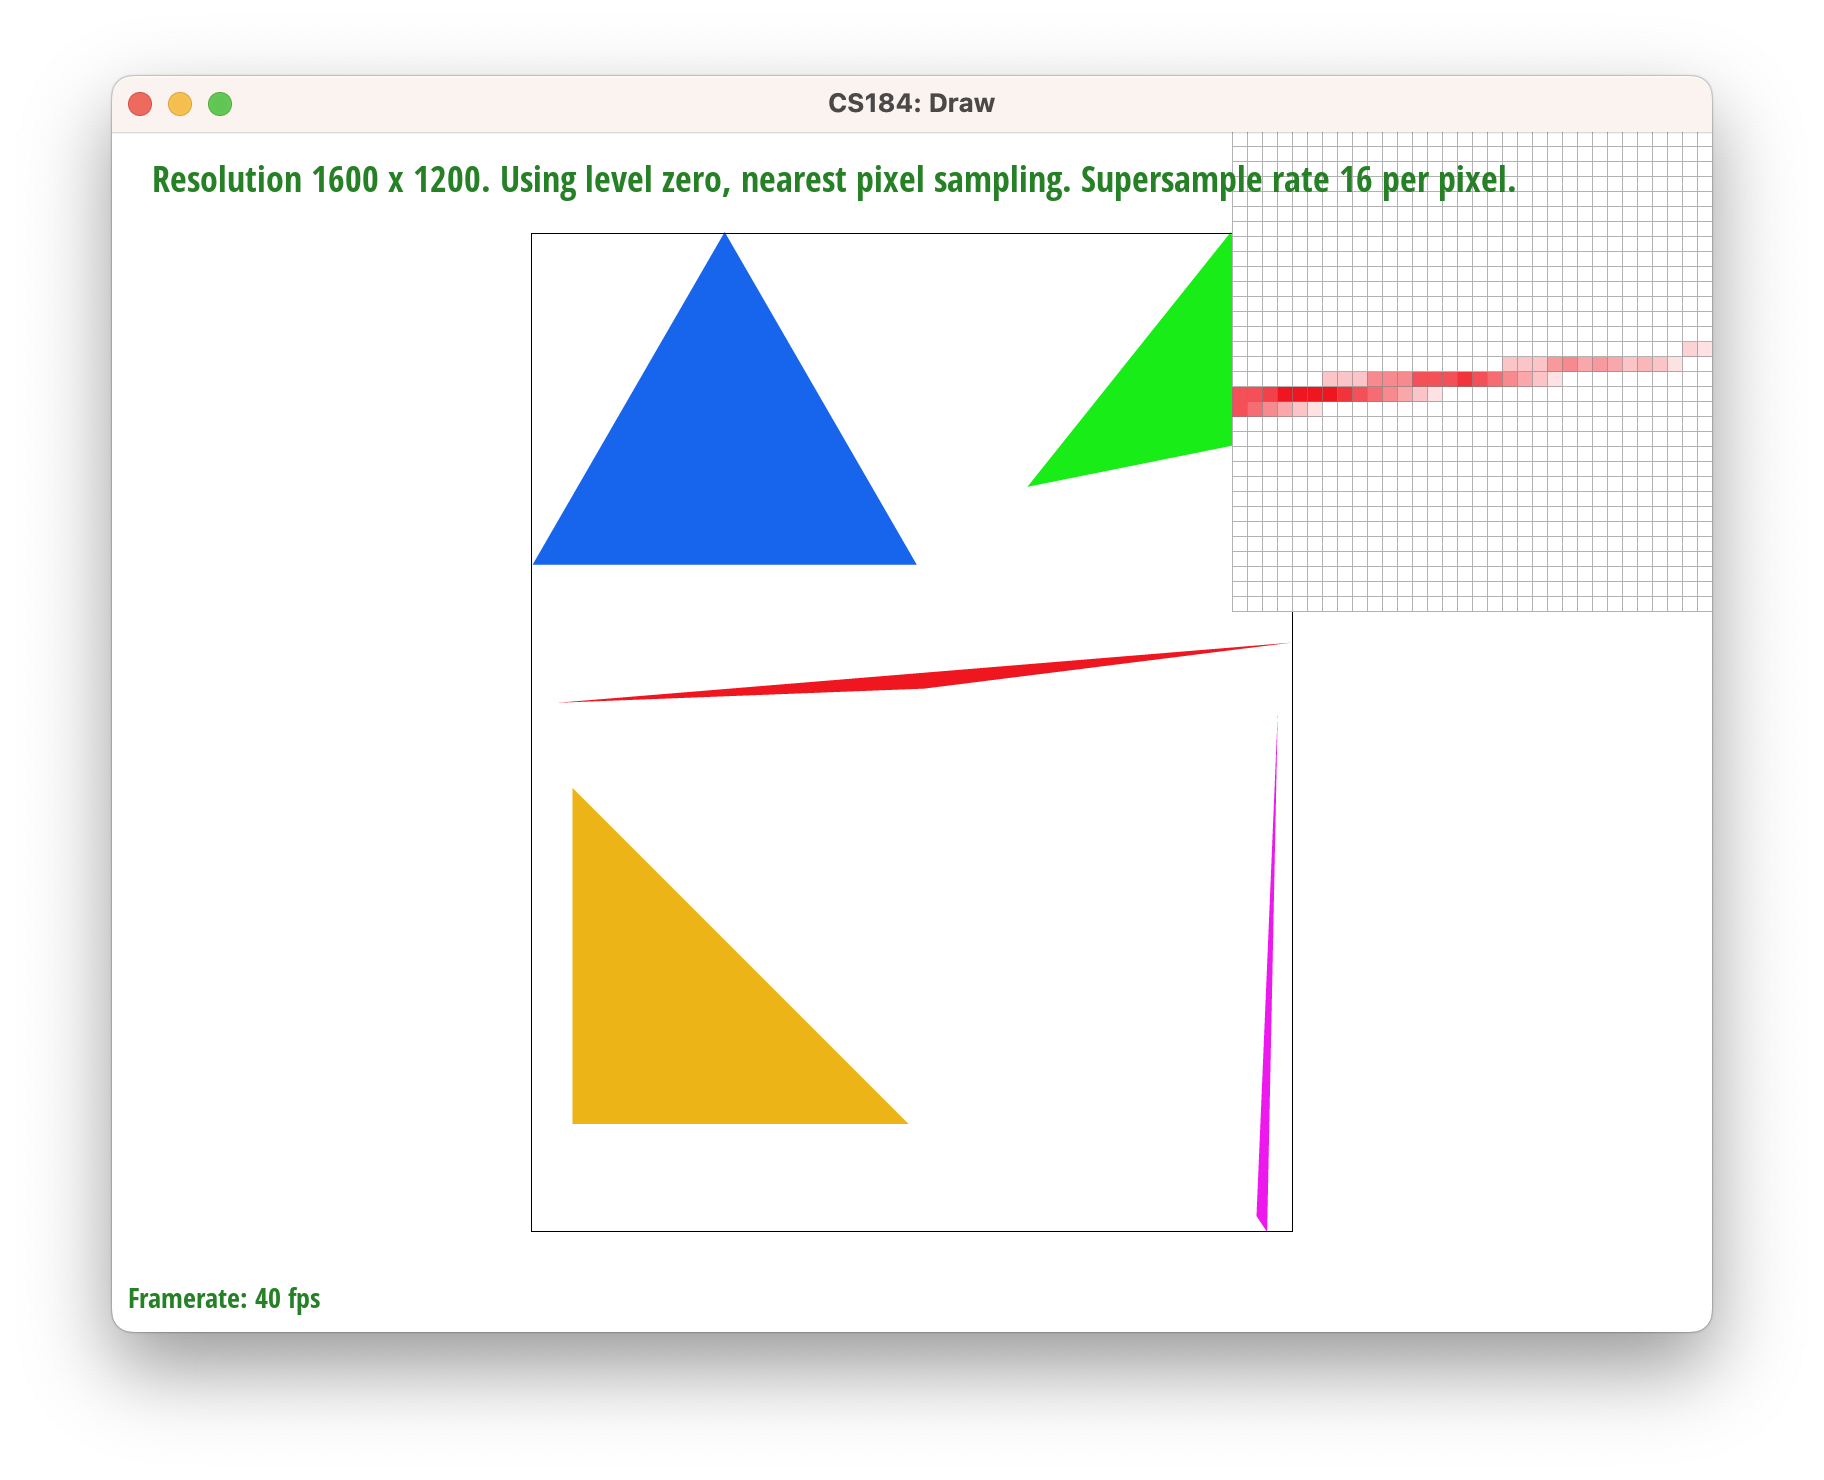 CS184: Draw
Resolution 1600 x 1200. Using level zero, nearest pixel sampling. Supersample rate 16 per pixel.
Framerate: 40 fps